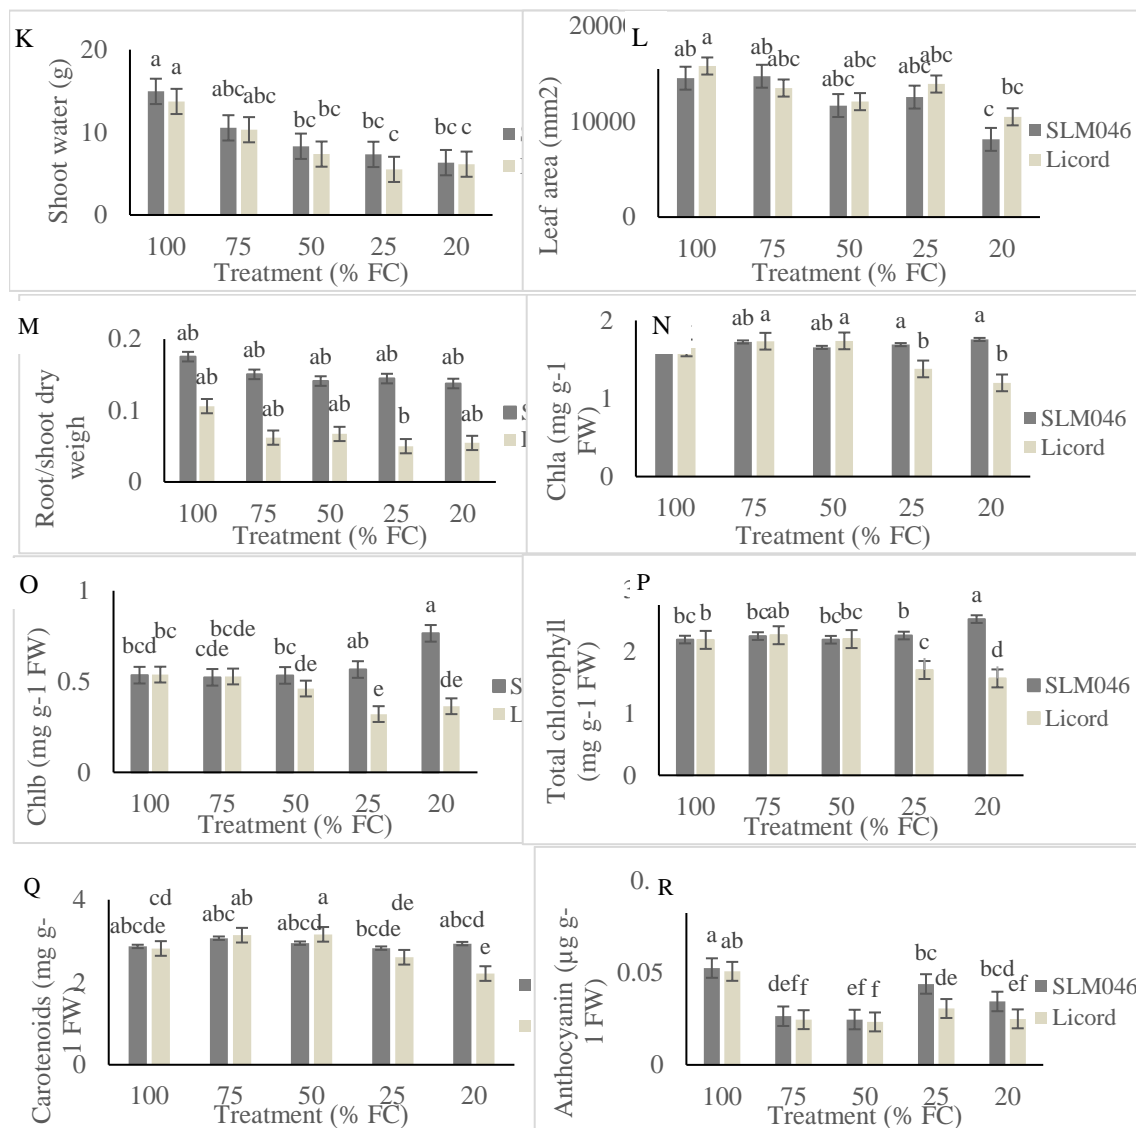 K
Shoot water (g)
20
10
0
a a
abc abc
bc bc
bc c
bc c
100 75 50 25 20
Treatment (% FC)
L
Leaf area (mm2)
20000
10000
0
ab a
ab abc
abc abc
abc abc
c bc
SLM046
Licord
100 75 50 25 20
Treatment (% FC)
M
Root/shoot dry
weigh
0.2
0.1
0
ab ab
ab ab
ab ab
ab b
ab ab
100 75 50 25 20
Treatment (% FC)
N
Chla (mg g-1
FW)
2
1
0
ab a
ab a
a b
a b
SLM046
Licord
100 75 50 25 20
Treatment (% FC)
O
Chlb (mg g-1 FW)
1
0.5
0
bcd bc
cde bcde
bc de
ab e
a de
100 75 50 25 20
Treatment (% FC)
P
Total chlorophyll
(mg g-1 FW)
2
1
0
bc b
bc ab
bc bc
b c
a d
SLM046
Licord
100 75 50 25 20
Treatment (% FC)
Q
Carotenoids (mg g-
1 FW)
4
2
0
abcde cd
abc ab
abcd a
bcde de
abcd e
100 75 50 25 20
Treatment (% FC)
R
Anthocyanin (µg g-
1 FW)
0.
0.05
0
a ab
def f
ef f
bc de
bcd ef
SLM046
Licord
100 75 50 25 20
Treatment (% FC)